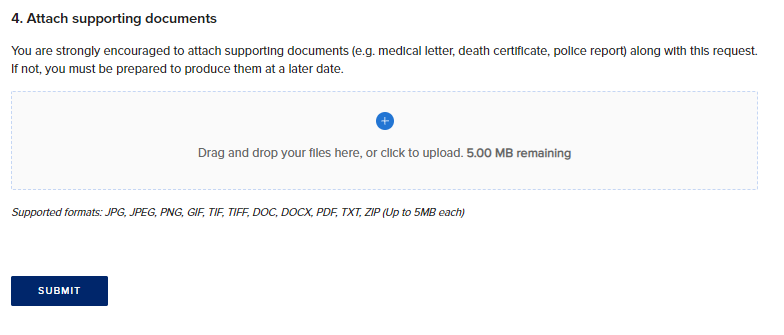 4. Attach supporting documents
You are strongly encouraged to attach supporting documents (e.g. medical letter, death certificate, police report) along with this request.
If not, you must be prepared to produce them at a later date.
Drag and drop your files here, or click to upload. 5.00 MB remaining
Supported formats: JPG, JPEG, PNG, GIF, TIF, TIFF, DOC, DOCX, PDF, TXT, ZIP (Up to 5MB each)
SUBMIT